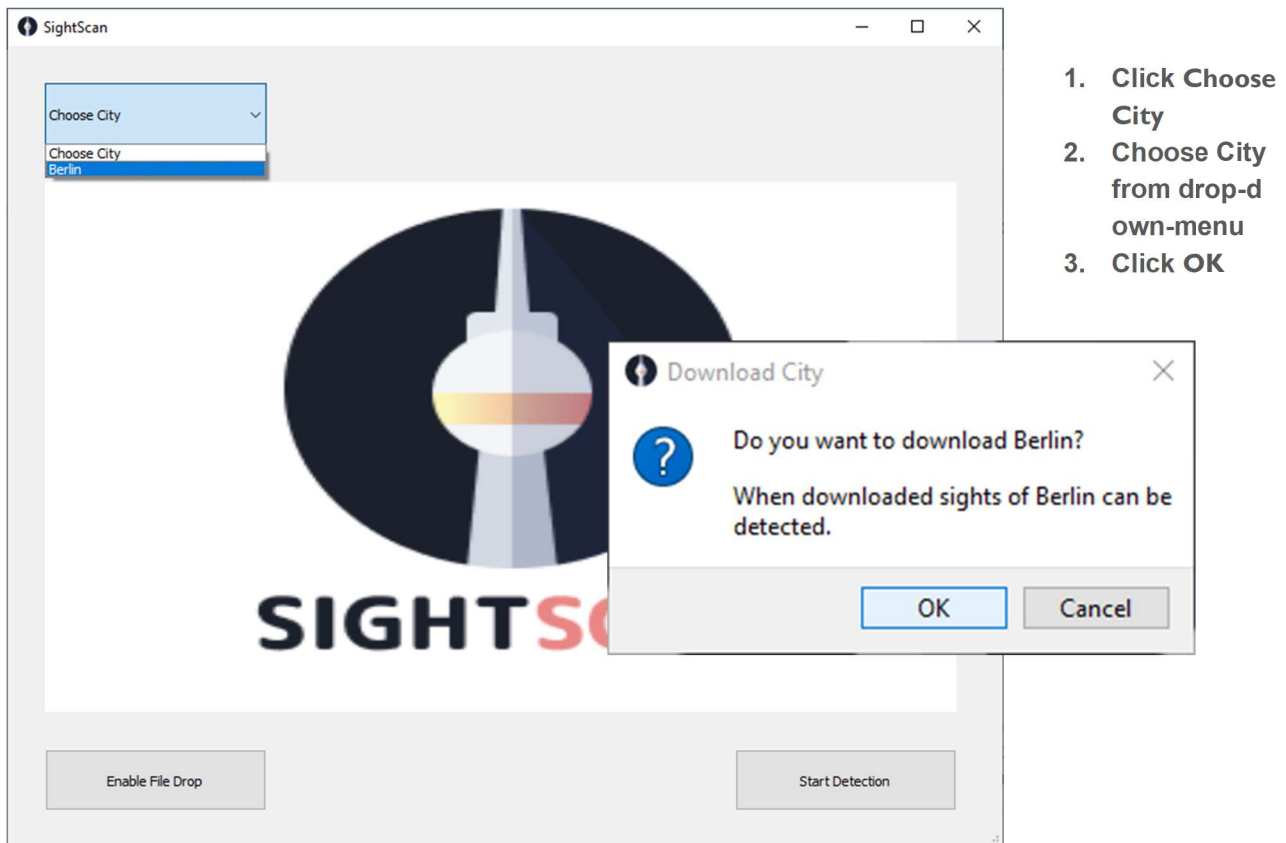 SightScan
Choose City
Choose City
Berlin
1. Click Choose
City
2. Choose City
from drop-d
own-menu
3. Click OK
Download City
Do you want to download Berlin?
When downloaded sights of Berlin can be
detected.
OK
Cancel
SIGHTS
Enable File Drop
Start Detection